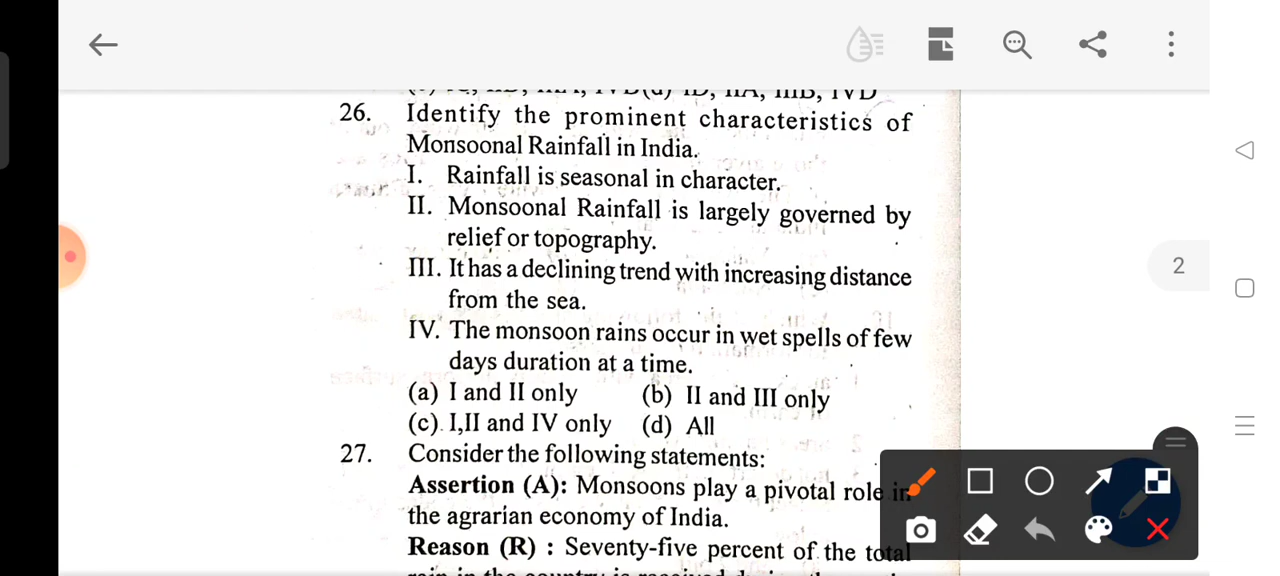 26. Identify the prominent characteristics of
Monsoonal Rainfall in India.
I. Rainfall is seasonal in character.
II. Monsoonal Rainfall is largely governed by
relief or topography.
III. It has a declining trend with increasing distance
from the sea.
IV. The monsoon rains occur in wet spells of few
days duration at a time.
(a) I and II only (b) II and III only
(c) I,II and IV only (d) All
2
27. Consider the following statements:
Assertion (A): Monsoons play a pivotal role in
the agrarian economy of India.
Reason (R) : Seventy-five percent of the total